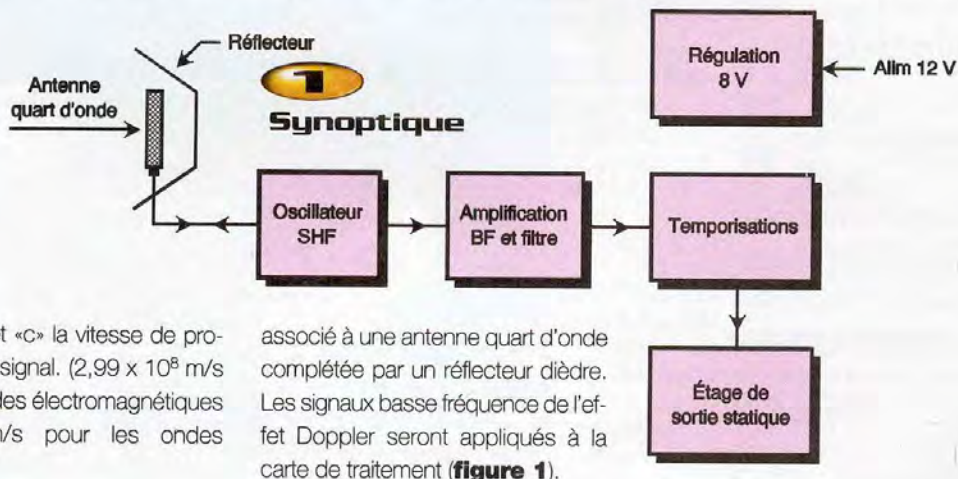 Réflecteur
Antenne
quart d'onde
1
Synoptique
Régulation
8 V
Alim 12 V
Oscillateur
SHF
Amplification
BF et filtre
Temporisations
Étage de
sortie statique
t «c» la vitesse de pro-
signal. (2,99 x 10⁸ m/s
des électromagnétiques
m/s pour les ondes
associé à une antenne quart d'onde
complétée par un réflecteur dièdre.
Les signaux basse fréquence de l'ef-
fet Doppler seront appliqués à la
carte de traitement (figure 1).